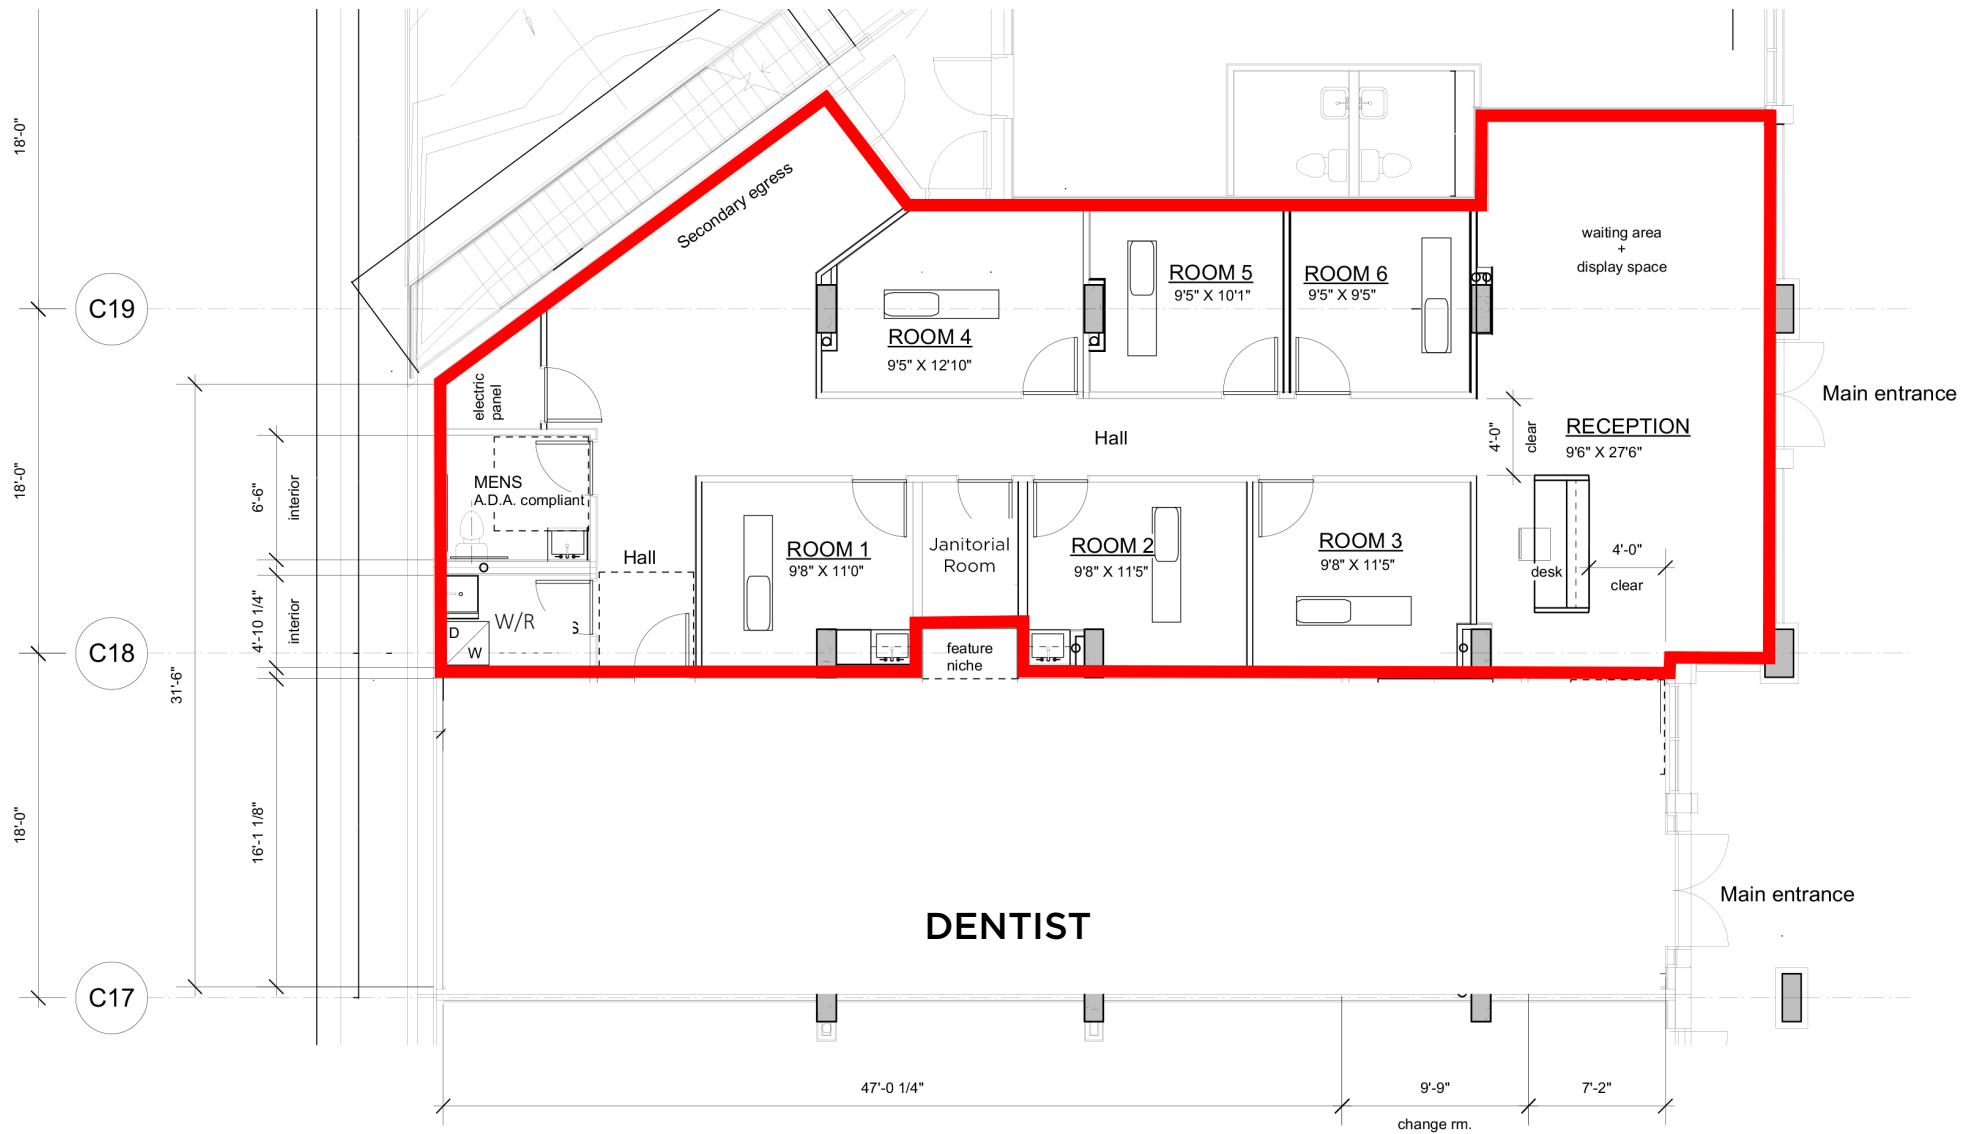 18'-0"
Secondary egress
waiting area
+
display space
C19
ROOM 4
9'5" X 12'10"
ROOM 5
9'5" X 10'1"
ROOM 6
9'5" X 9'5"
Main entrance
electric
panel
Hall
4'-0"
clear
RECEPTION
9'6" X 27'6"
18'-0"
6'-6"
interior
MENS
A.D.A. compliant
Hall
ROOM 1
9'8" X 11'0"
Janitorial
Room
ROOM 2
9'8" X 11'5"
ROOM 3
9'8" X 11'5"
desk
4'-0"
clear
4'-10 1/4"
interior
W/R
S
D
W
C18
feature
niche
31'-6"
18'-0"
16'-1 1/8"
DENTIST
Main entrance
C17
47'-0 1/4"
9'-9"
7'-2"
change rm.